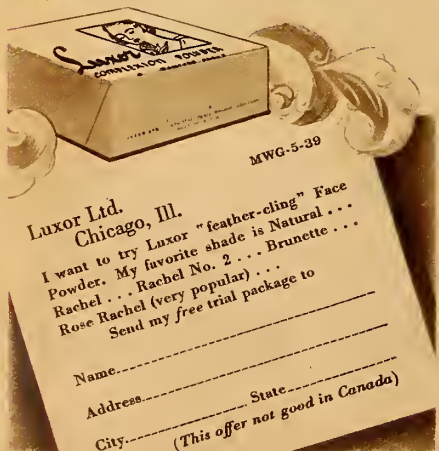 Luxor
COMPLEXION POWDER
MWG-5-39
Luxor Ltd.
Chicago, Ill.
I want to try Luxor "feather-cling" Face
Powder. My favorite shade is Natural . . .
Rachel . . . Rachel No. 2 . . . Brunette . . .
Rose Rachel (very popular) . . .
Send my free trial package to
Name
Address
City State
(This offer not good in Canada)